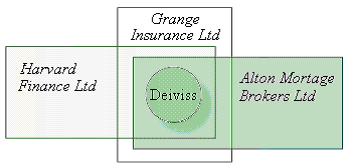 Grange
Insurance Ltd
Harvard
Finance Ltd
Deiviss
Alton Mortage
Brokers Ltd